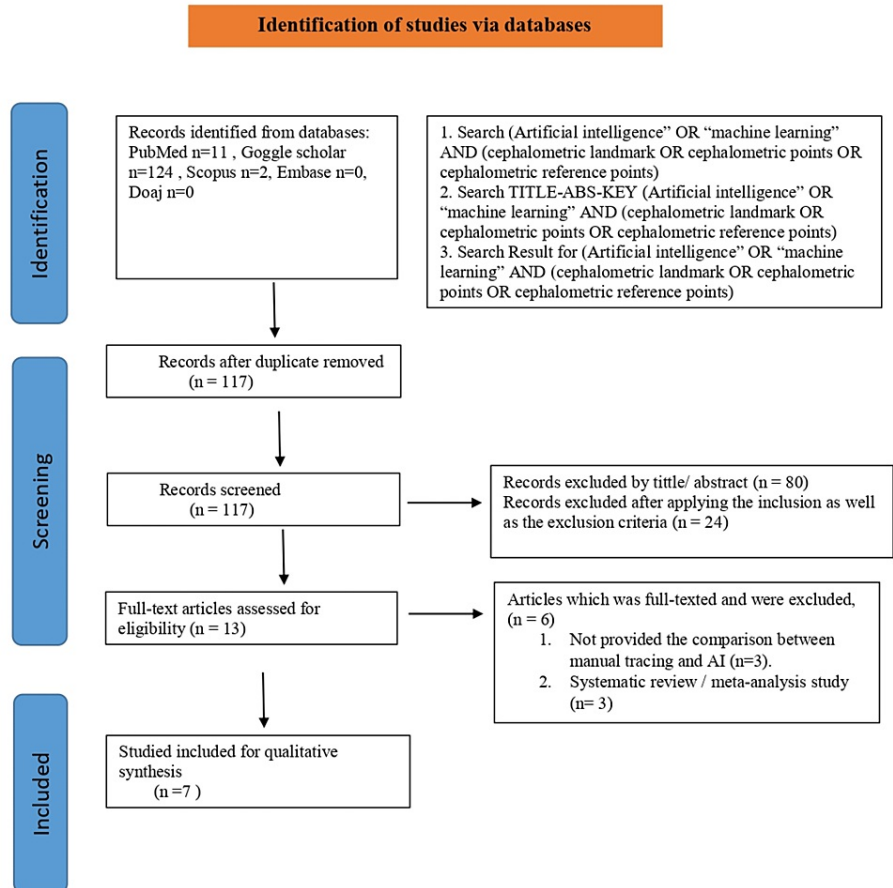 Identification of studies via databases
Identification
Records identified from databases:
PubMed n=11 , Goggle scholar
n=124 , Scopus n=2, Embase n=0,
Doaj n=0
1. Search (Artificial intelligence” OR “machine learning”
AND (cephalometric landmark OR cephalometric points OR
cephalometric reference points)
2. Search TITLE-ABS-KEY (Artificial intelligence” OR
“machine learning” AND (cephalometric landmark OR
cephalometric points OR cephalometric reference points)
3. Search Result for (Artificial intelligence” OR “machine
learning” AND (cephalometric landmark OR cephalometric
points OR cephalometric reference points)
Screening
Records after duplicate removed
(n = 117)
Records screened
(n = 117)
Records excluded by tittle/ abstract (n = 80)
Records excluded after applying the inclusion as well
as the exclusion criteria (n = 24)
Full-text articles assessed for
eligibility (n = 13)
Articles which was full-texted and were excluded,
(n = 6)
1. Not provided the comparison between
manual tracing and AI (n=3).
2. Systematic review / meta-analysis study
(n= 3)
Included
Studied included for qualitative
synthesis
(n =7 )